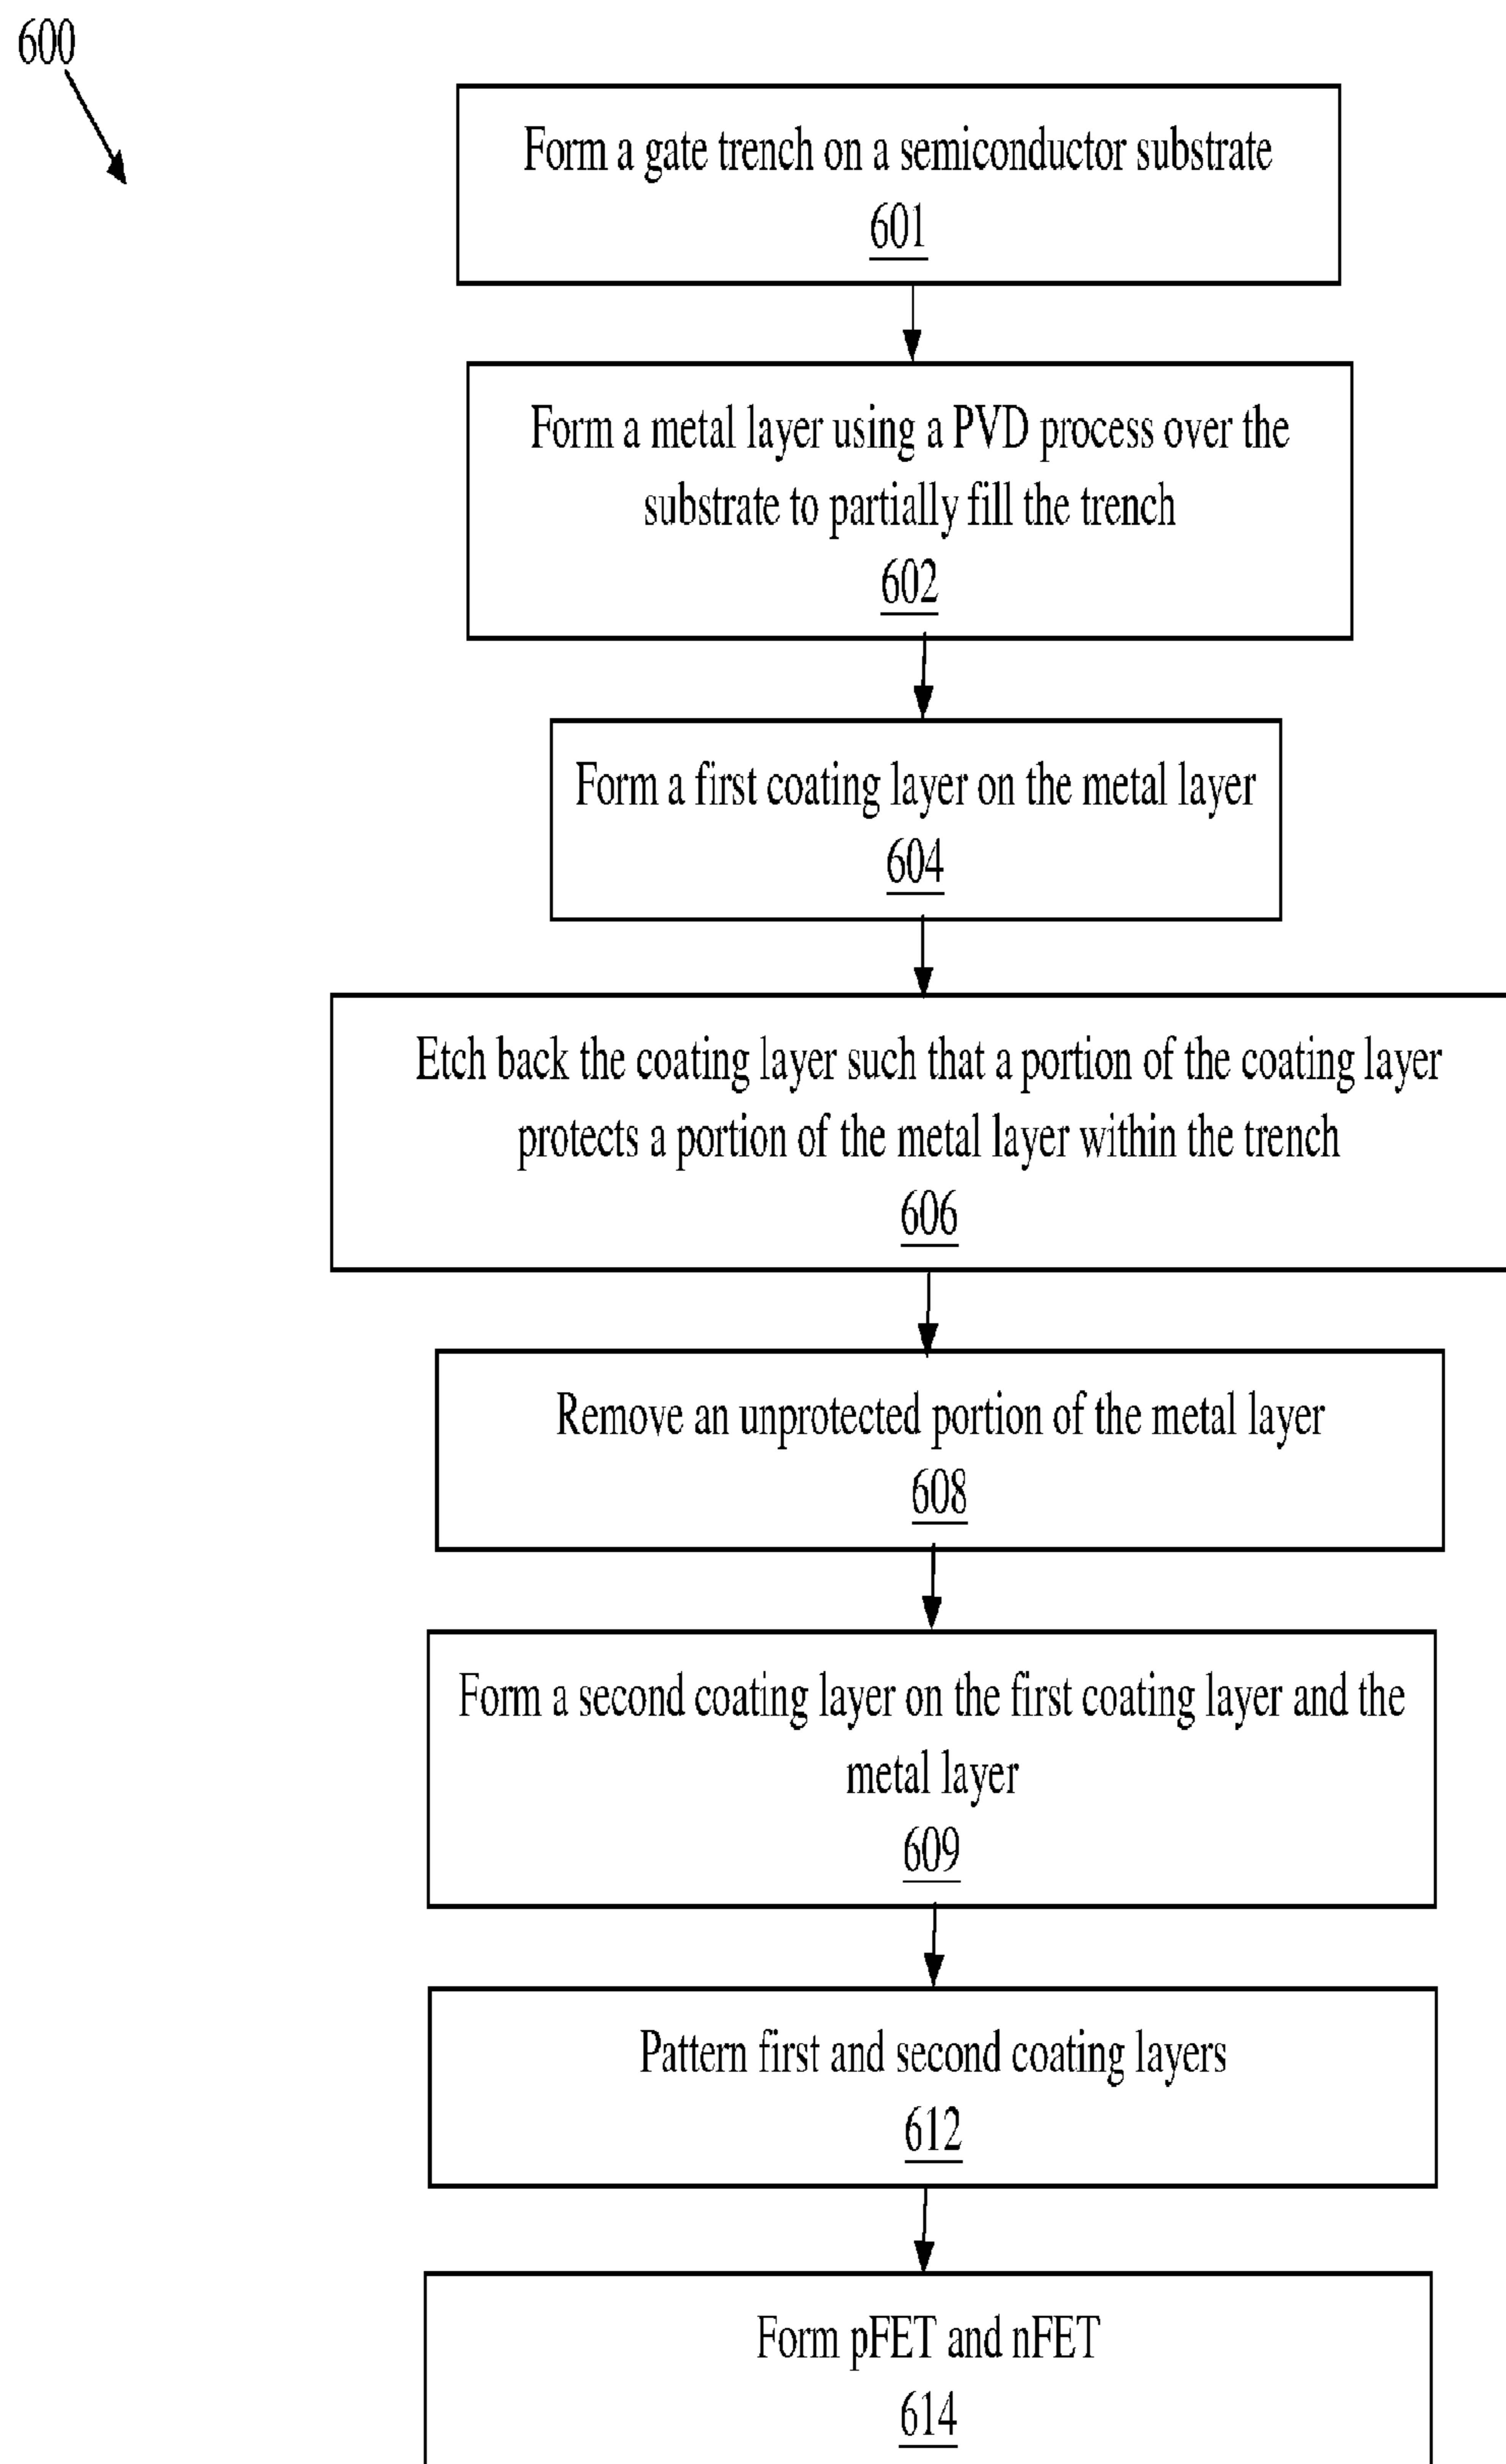 600
Form a gate trench on a semiconductor substrate
601
Form a metal layer using a PVD process over the
substrate to partially fill the trench
602
Form a first coating layer on the metal layer
604
Etch back the coating layer such that a portion of the coating layer
protects a portion of the metal layer within the trench
606
Remove an unprotected portion of the metal layer
608
Form a second coating layer on the first coating layer and the
metal layer
609
Pattern first and second coating layers
612
Form pFET and nFET
614